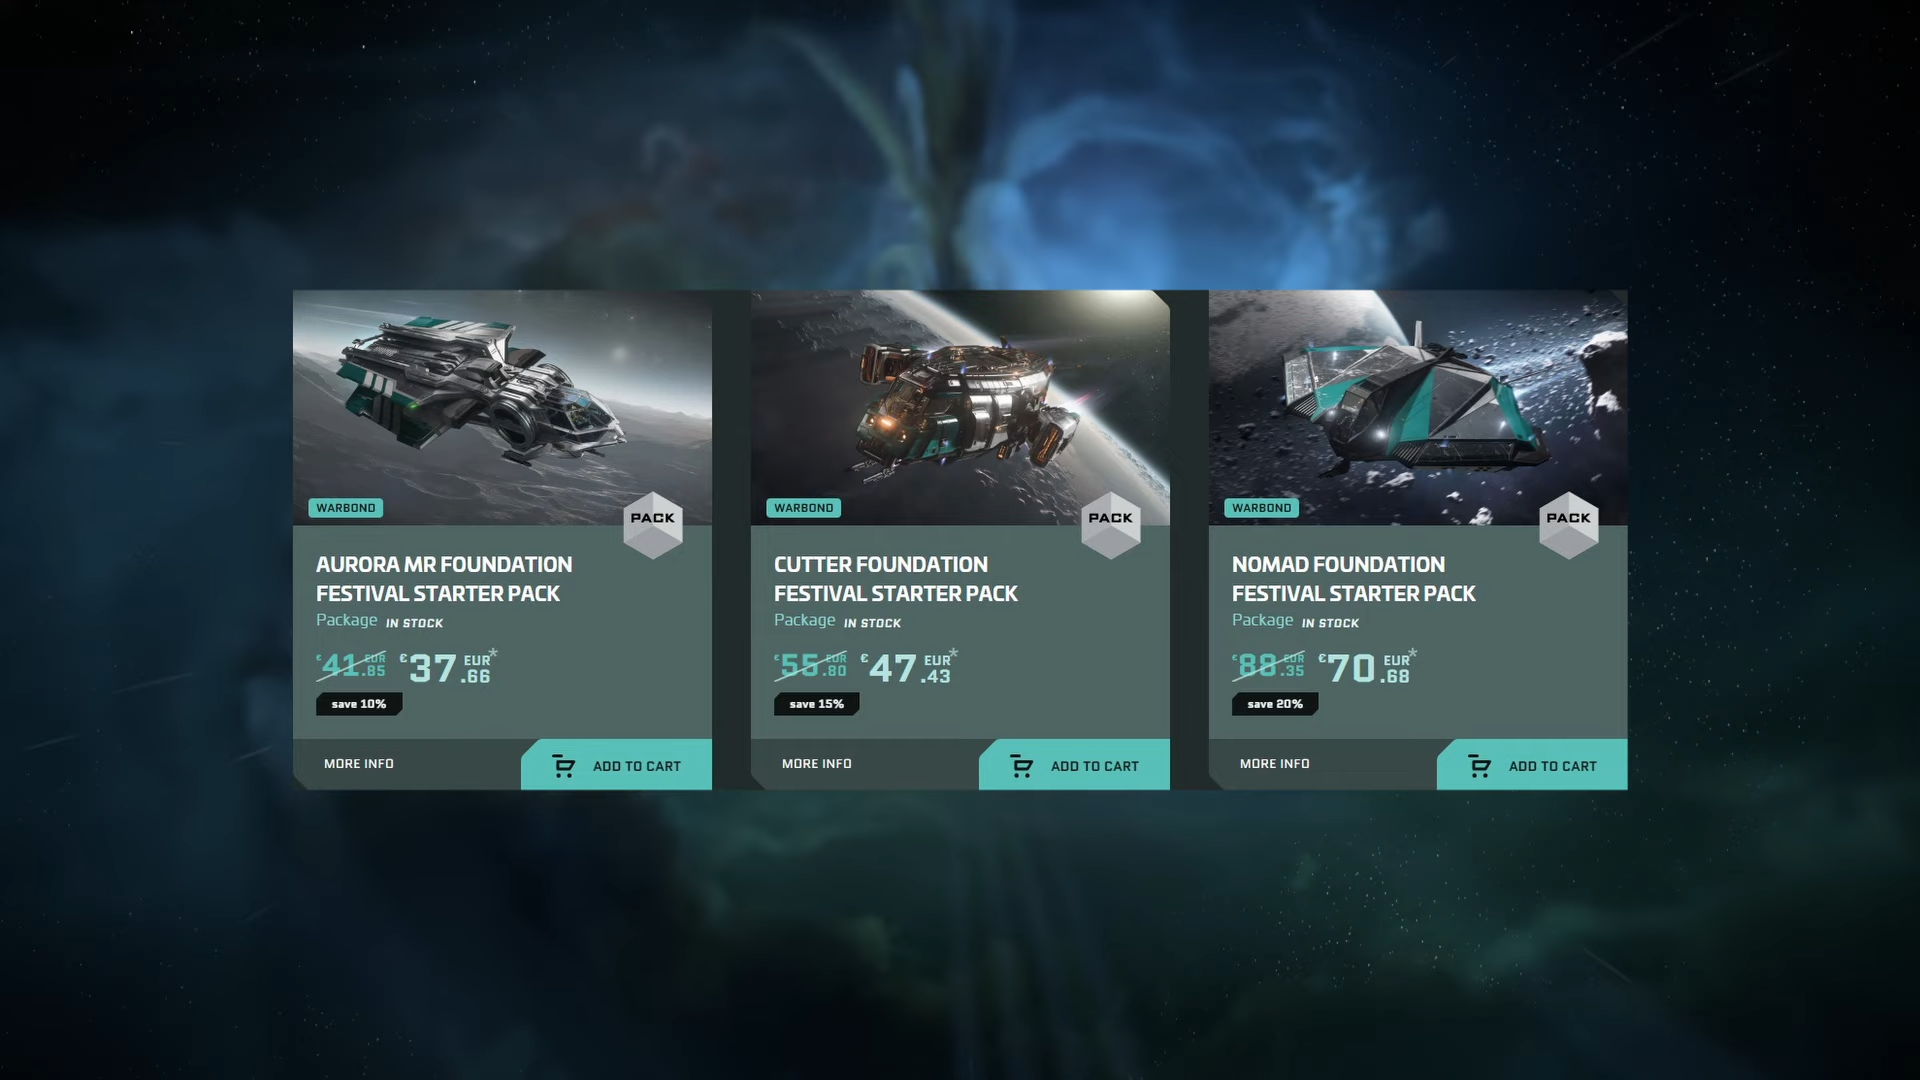 WARBOND
PACK
AURORA MR FOUNDATION
FESTIVAL STARTER PACK
Package IN STOCK
€41.85 EUR €37.66 EUR*
save 10%
MORE INFO
ADD TO CART
WARBOND
PACK
CUTTER FOUNDATION
FESTIVAL STARTER PACK
Package IN STOCK
€55.80 EUR €47.43 EUR*
save 15%
MORE INFO
ADD TO CART
WARBOND
PACK
NOMAD FOUNDATION
FESTIVAL STARTER PACK
Package IN STOCK
€88.35 EUR €70.68 EUR*
save 20%
MORE INFO
ADD TO CART